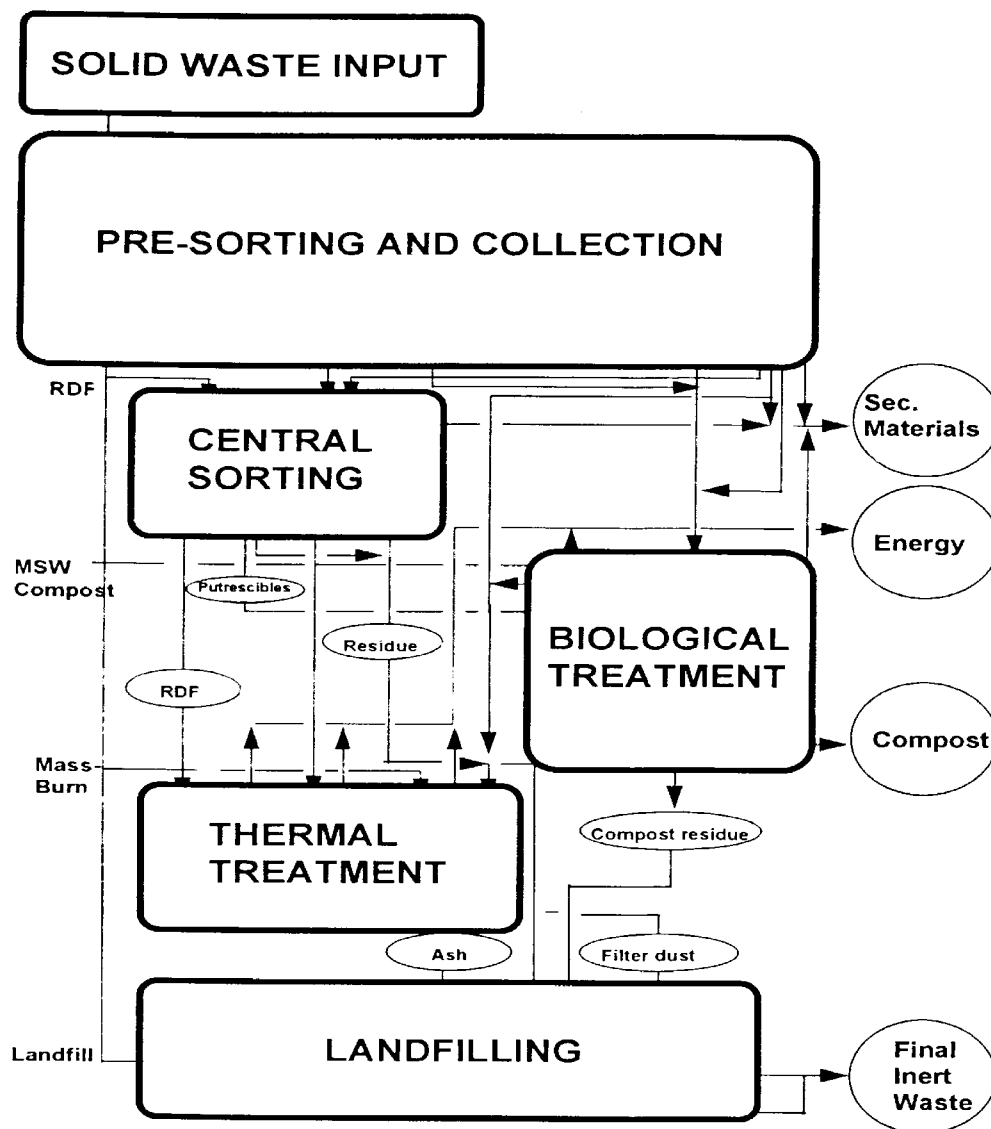 SOLID WASTE INPUT
PRE-SORTING AND COLLECTION
RDF
CENTRAL
SORTING
Sec.
Materials
Energy
MSW
Compost
Putrescibles
Residue
BIOLOGICAL
TREATMENT
RDF
Compost
Mass
Burn
THERMAL
TREATMENT
Compost residue
Ash
Filter dust
Landfill
LANDFILLING
Final
Inert
Waste